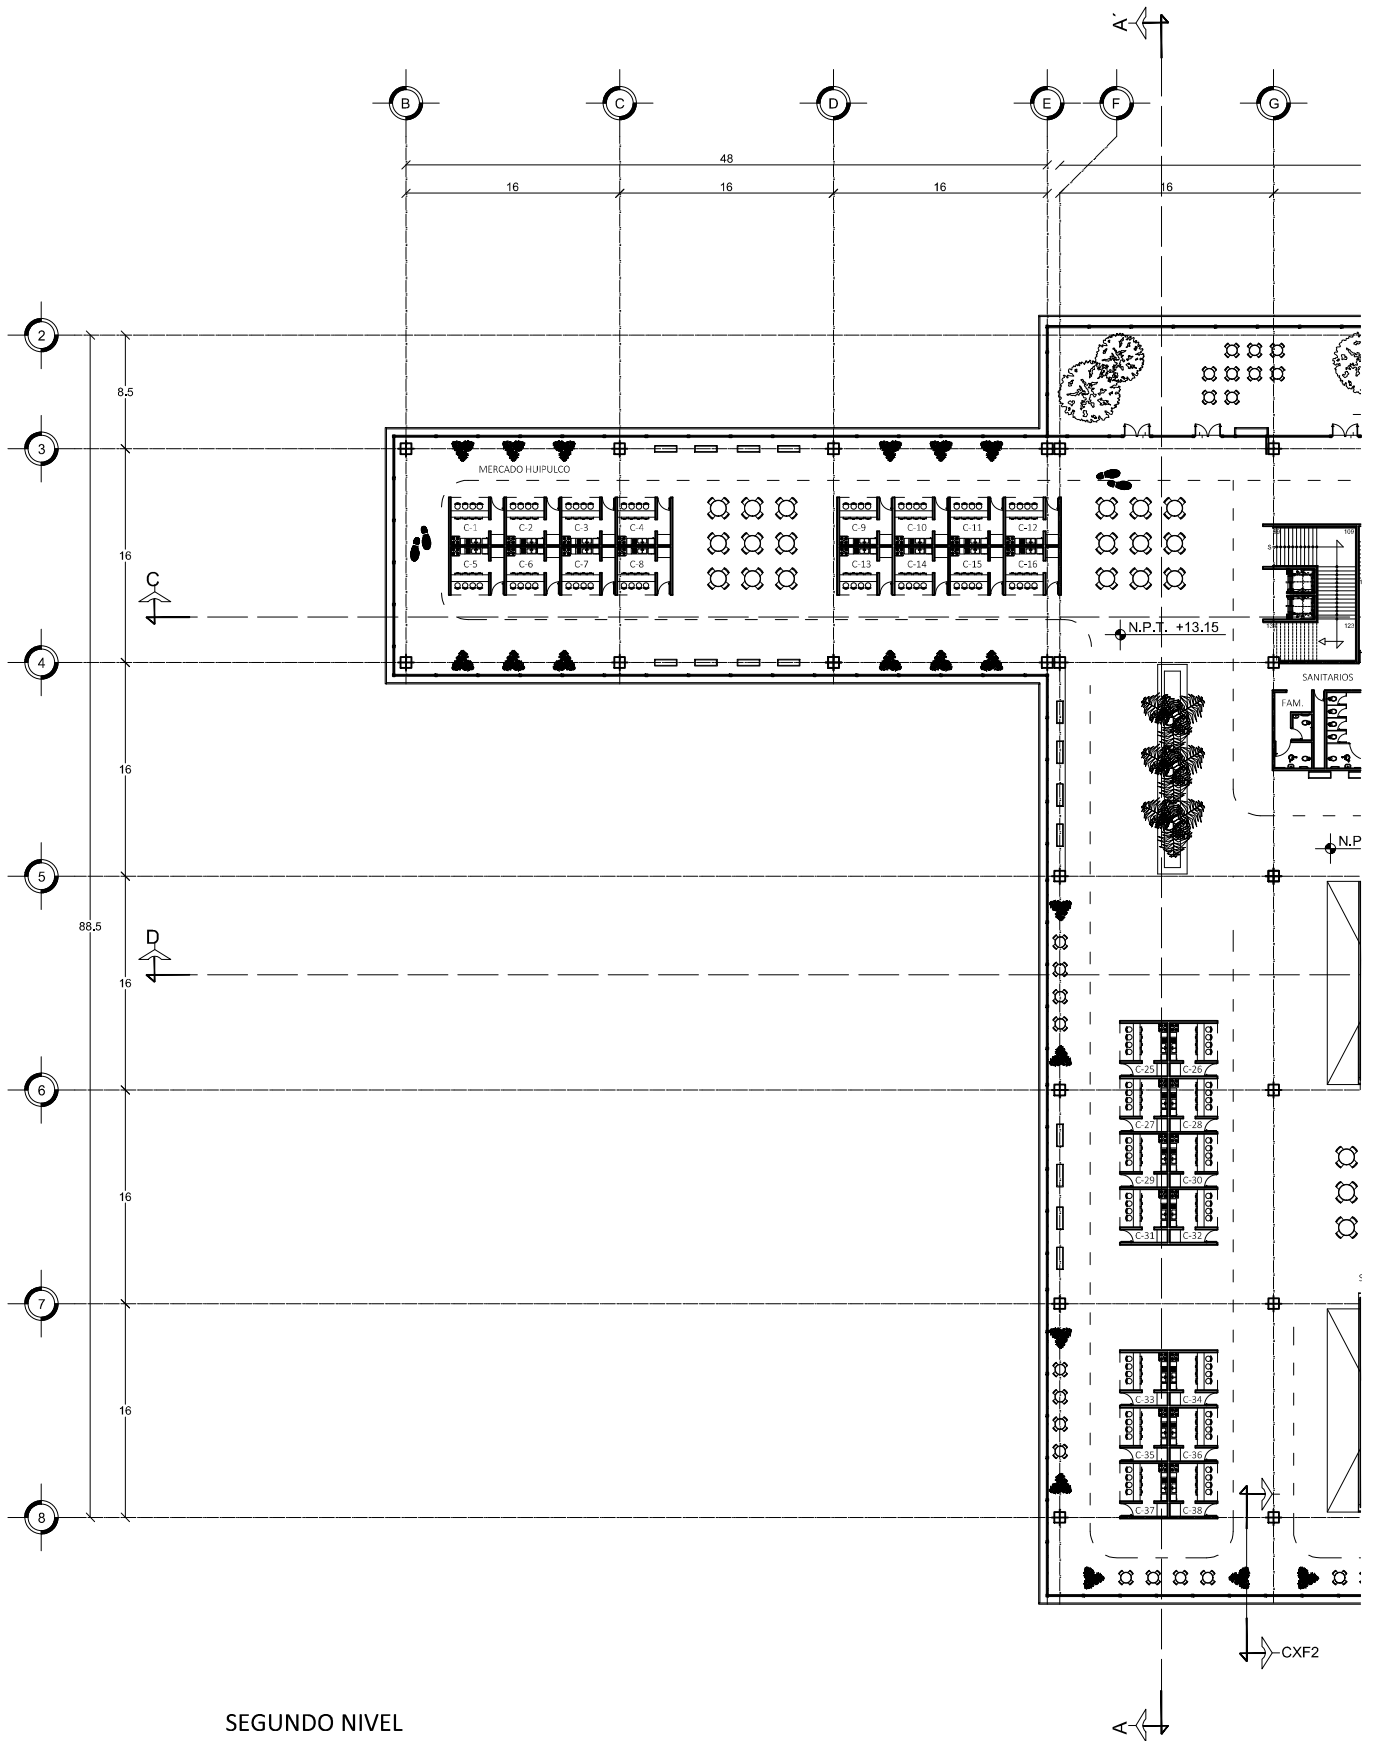 A'
B
C
D
E
F
G
48
16
16
16
16
2
8.5
3
MERCADO HUIPULCO
C-1
C-2
C-3
C-4
C-9
C-10
C-11
C-12
16
S
109
C-5
C-6
C-7
C-8
C-13
C-14
C-15
C-16
C
N.P.T. +13.15
123
4
SANITARIOS
FAM.
16
N.P
5
88.5
D
16
C-25
C-26
6
C-27
C-28
C-29
C-30
16
C-31
C-32
7
C-33
C-34
16
C-35
C-36
C-37
C-38
8
CXF2
SEGUNDO NIVEL
A